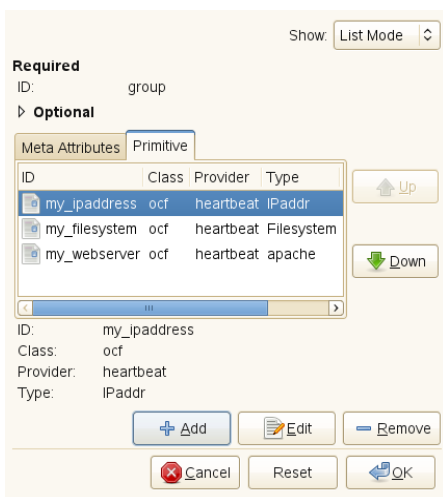 Show: List Mode
Required
ID: group
Optional
Meta Attributes Primitive
ID Class Provider Type
my_ipaddress ocf heartbeat IPaddr
my_filesystem ocf heartbeat Filesystem
my_webserver ocf heartbeat apache
Up
Down
ID: my_ipaddress
Class: ocf
Provider: heartbeat
Type: IPaddr
Add Edit Remove
Cancel Reset OK